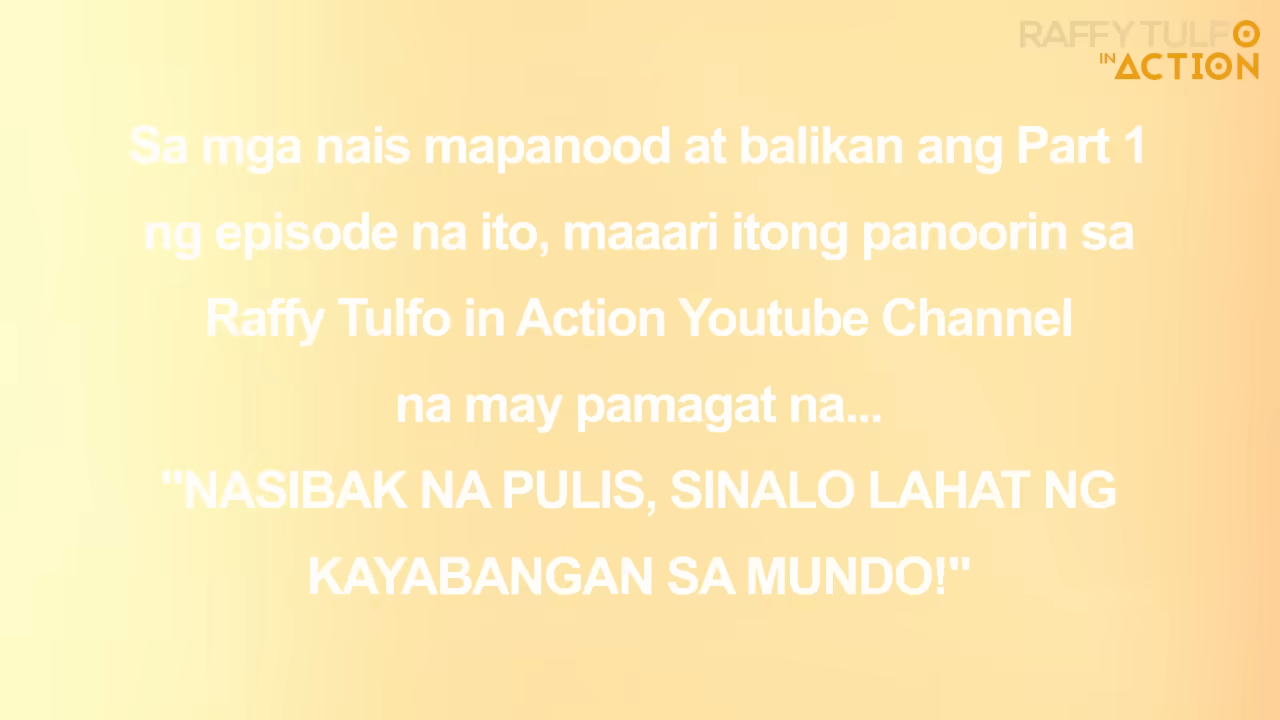 RAFFY TULFO
IN ACTION
Sa mga nais mapanood at balikan ang Part 1
ng episode na ito, maaari itong panoorin sa
Raffy Tulfo in Action Youtube Channel
na may pamagat na...
"NASIBAK NA PULIS, SINALO LAHAT NG
KAYABANGAN SA MUNDO!"